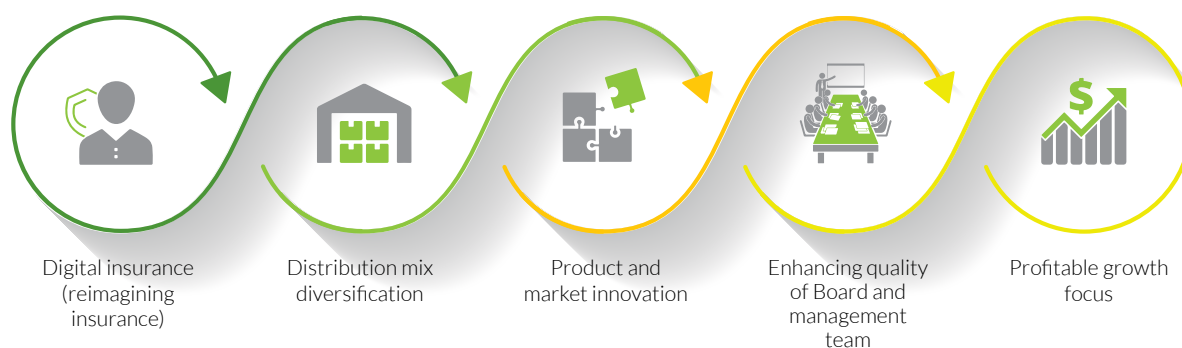 Digital insurance
(reimagining
insurance)
Distribution mix
diversification
Product and
market innovation
Enhancing quality
of Board and
management
team
Profitable growth
focus
$